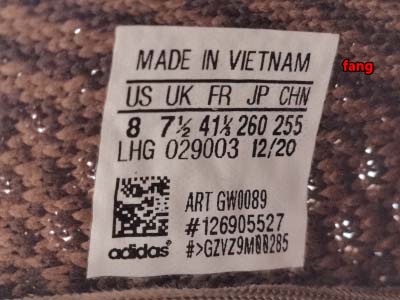 MADE IN VIETNAM
fang
US UK FR JP CHN
8 7½ 41⅓ 260 255
LHG 029003 12/20
ART GW0089
#126905527
adidas #>GZVZ9M00285